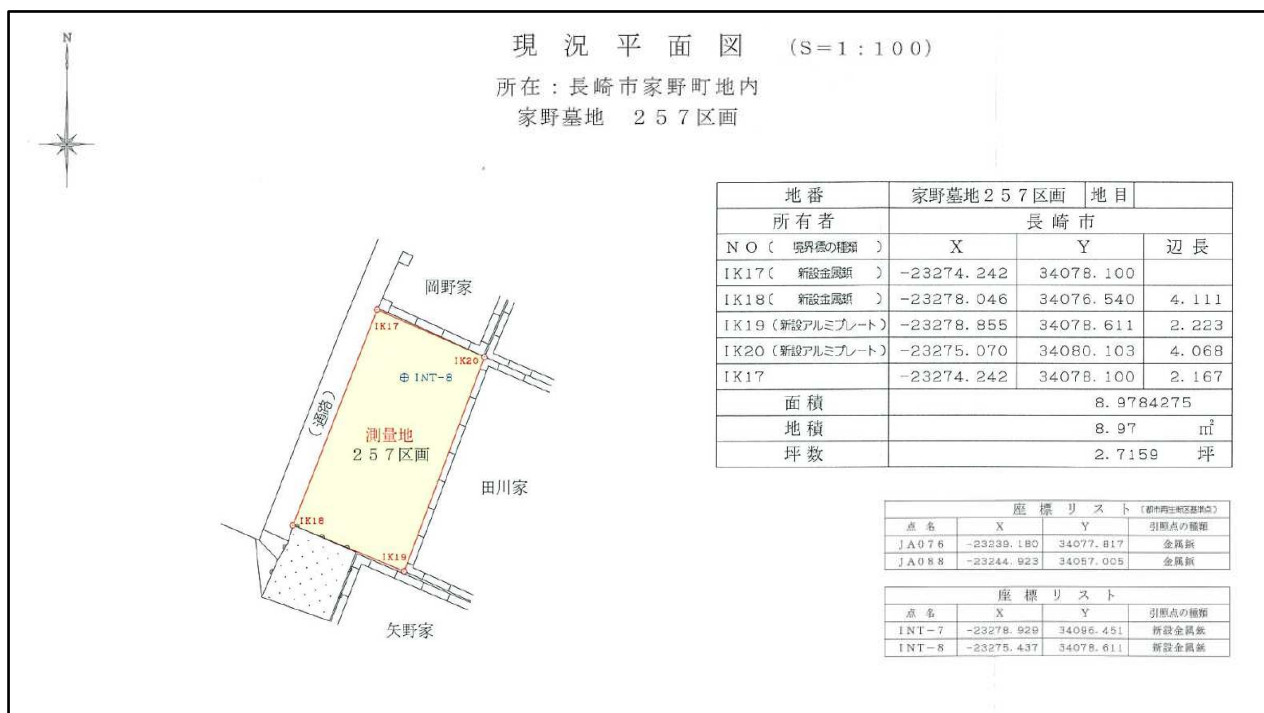 N
現況平面図 (S=1:100)
所在：長崎市家野町地内
家野墓地 257区画
地番 家野墓地257区画 地目
所有者 長崎市
NO( 境界標の種類 ) X Y 辺長
IK17( 新設金属鋲 ) -23274.242 34078.100
IK18( 新設金属鋲 ) -23278.046 34076.540 4.111
IK19(新設アルミプレート) -23278.855 34078.611 2.223
IK20(新設アルミプレート) -23275.070 34080.103 4.068
IK17 -23274.242 34078.100 2.167
面積 8.9784275
地積 8.97 ㎡
坪数 2.7159 坪
岡野家
IK17
IK20
INT-8
(通路)
測量地
257区画
田川家
IK18
IK19
矢野家
座標リスト (都市再生街区基準点)
点名 X Y 引照点の種類
JA076 -23239.180 34077.817 金属鋲
JA088 -23244.923 34057.005 金属鋲
座標リスト
点名 X Y 引照点の種類
INT-7 -23278.929 34096.451 新設金属鋲
INT-8 -23275.437 34078.611 新設金属鋲